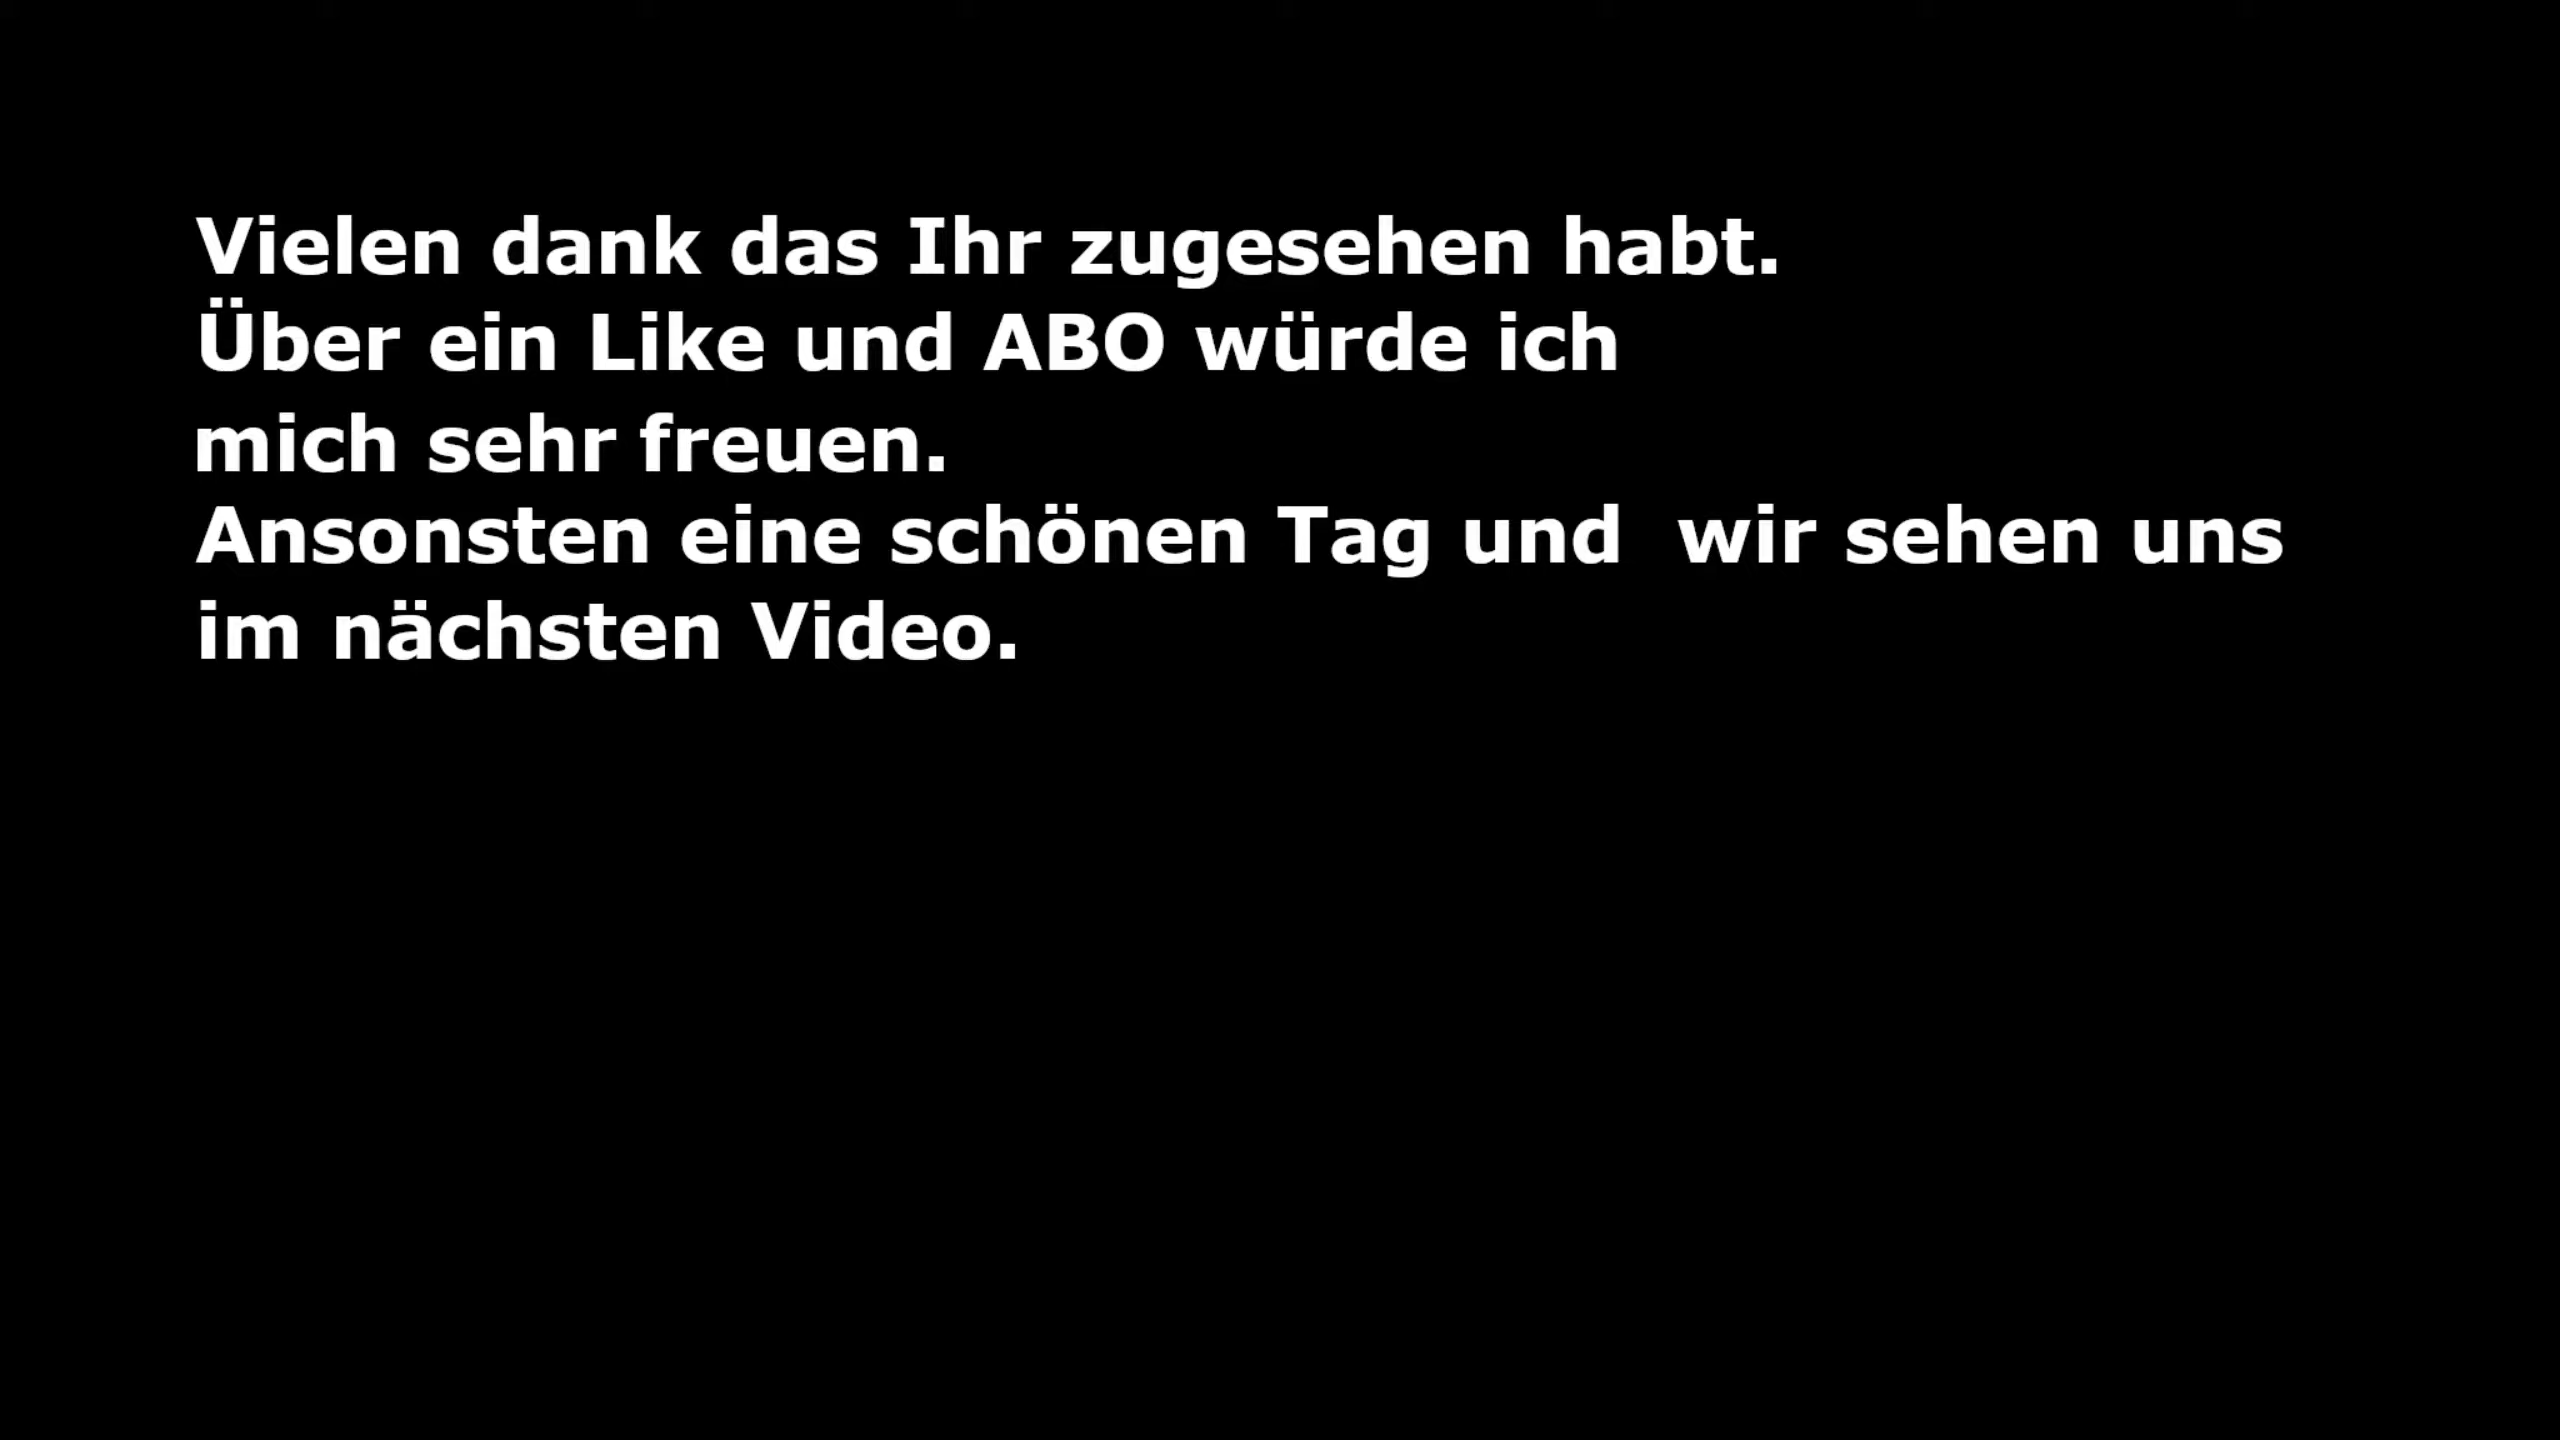 Vielen dank das Ihr zugesehen habt.
Über ein Like und ABO würde ich
mich sehr freuen.
Ansonsten eine schönen Tag und  wir sehen uns
im nächsten Video.